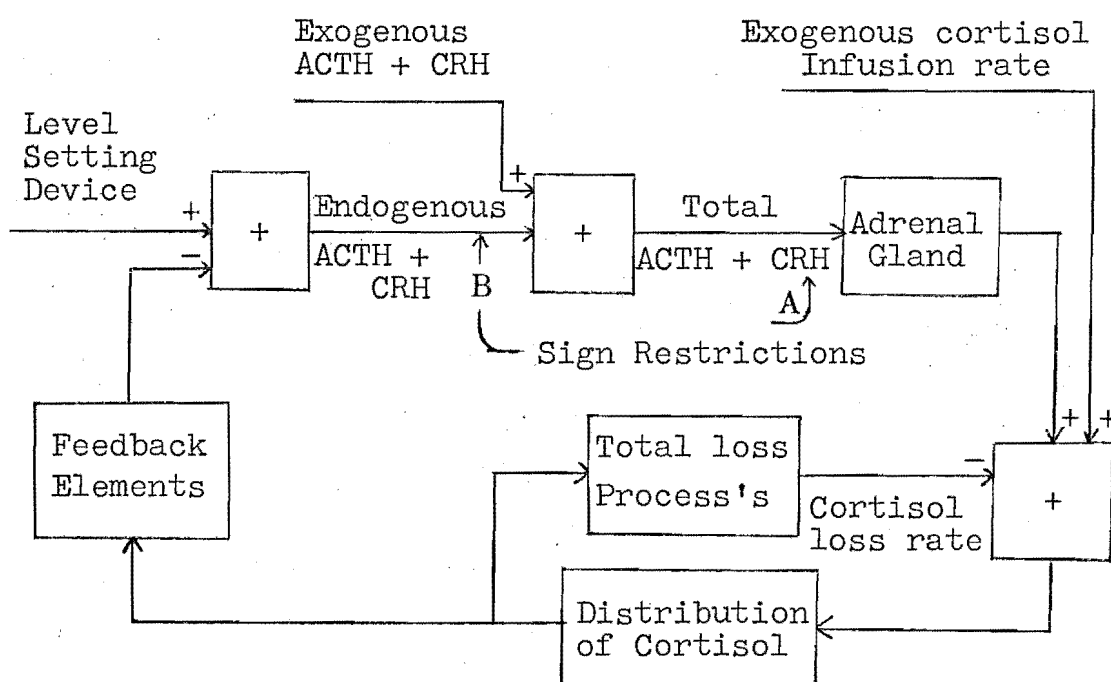 Exogenous
ACTH + CRH
Exogenous cortisol
Infusion rate
Level
Setting
Device
+
-
+
Endogenous
ACTH +
CRH
B
+
+
Total
ACTH + CRH
A
Adrenal
Gland
Sign Restrictions
Feedback
Elements
Total loss
Process's
-
Cortisol
loss rate
+
+
+
Distribution
of Cortisol